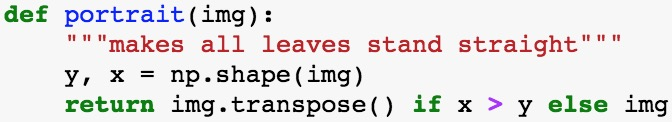 def portrait(img):
    """makes all leaves stand straight"""
    y, x = np.shape(img)
    return img.transpose() if x > y else img